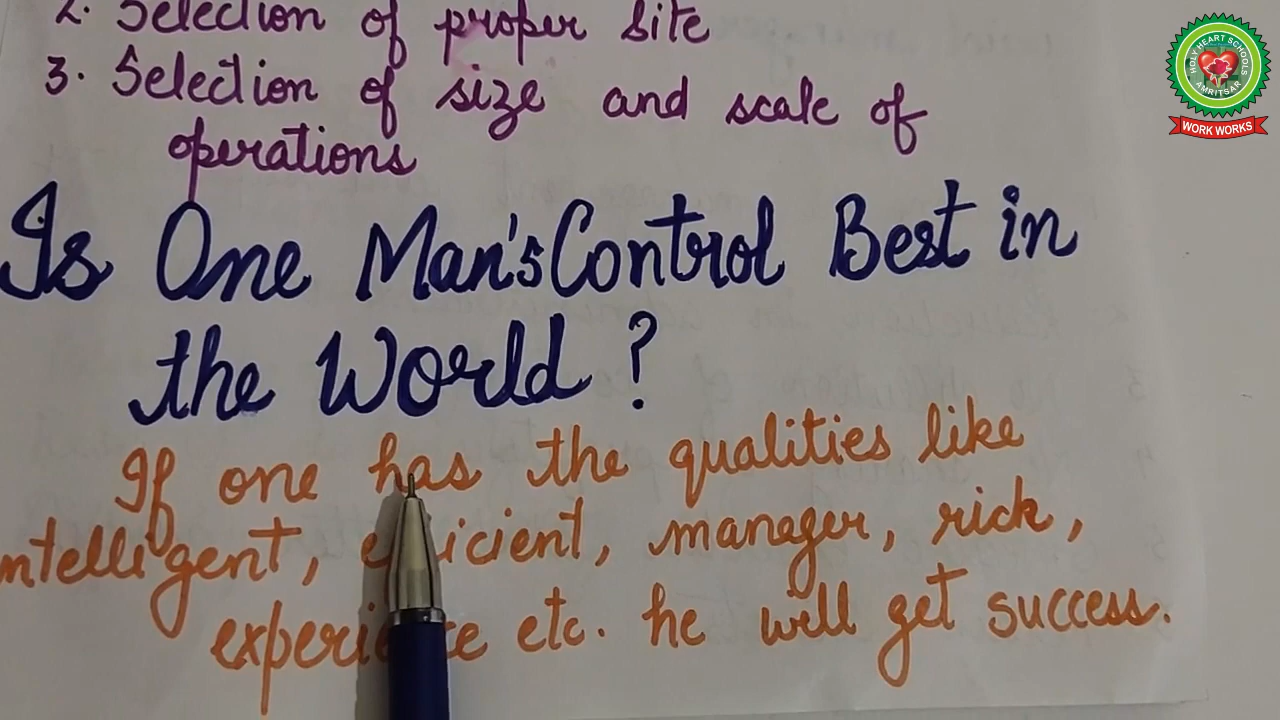 2. Selection of proper site
3. Selection of size and scale of
operations
Is One Man's Control Best in
the World?
If one has the qualities like
intelligent, efficient, manager, rick,
experience etc. he will get success.
HOLY HEART SCHOOLS
AMRITSAR
WORK WORKS